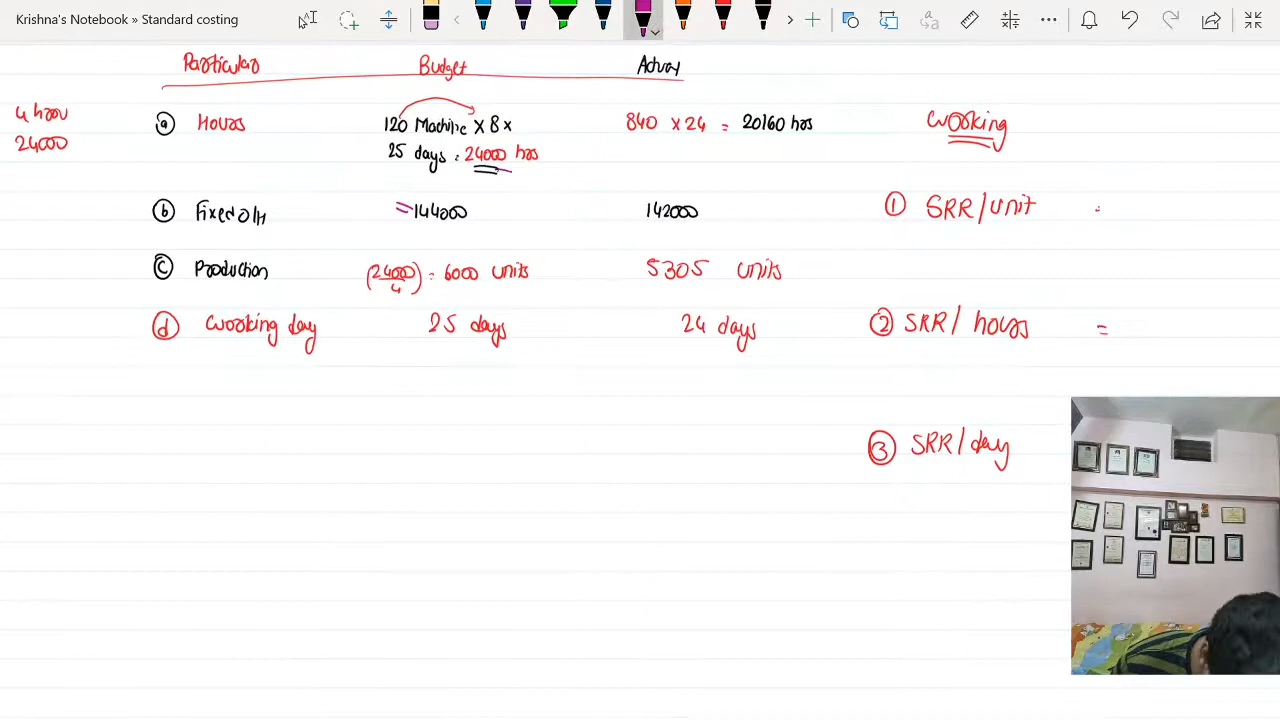 Krishna's Notebook » Standard costing
Particular Budget Actual
4 hour
24000
ⓐ Hours 120 Machine × 8 ×
25 days = 24000 hrs
840 × 24 = 20160 hrs
Working
ⓑ Fixed o/H = 144000 142000
① SRR/unit =
ⓒ Production (24000/4) = 6000 units 5305 units
ⓓ Working day 25 days 24 days
② SRR/ hours =
③ SRR/day